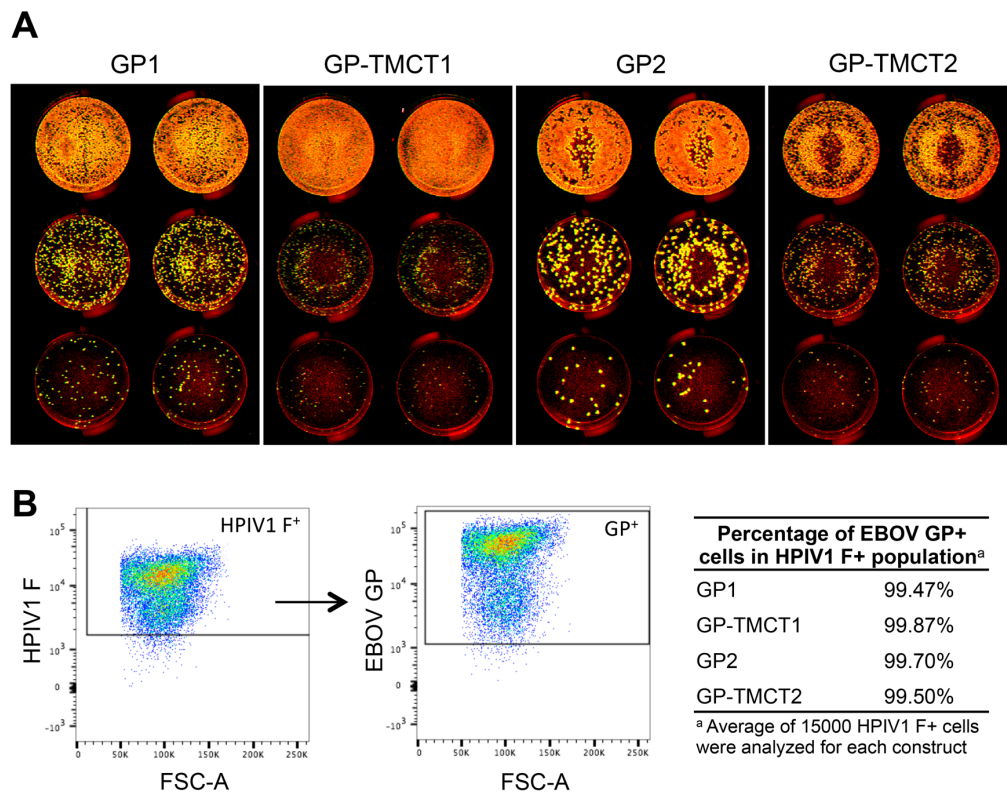 A
GP1 GP-TMCT1 GP2 GP-TMCT2
B
HPIV1 F
HPIV1 F+
10^5
10^4
10^3
0
-10^3
0 50K 100K 150K 200K 250K
FSC-A
EBOV GP
GP+
10^5
10^4
10^3
0
-10^3
0 50K 100K 150K 200K 250K
FSC-A
Percentage of EBOV GP+
cells in HPIV1 F+ population^a
GP1 99.47%
GP-TMCT1 99.87%
GP2 99.70%
GP-TMCT2 99.50%
^a Average of 15000 HPIV1 F+ cells
were analyzed for each construct